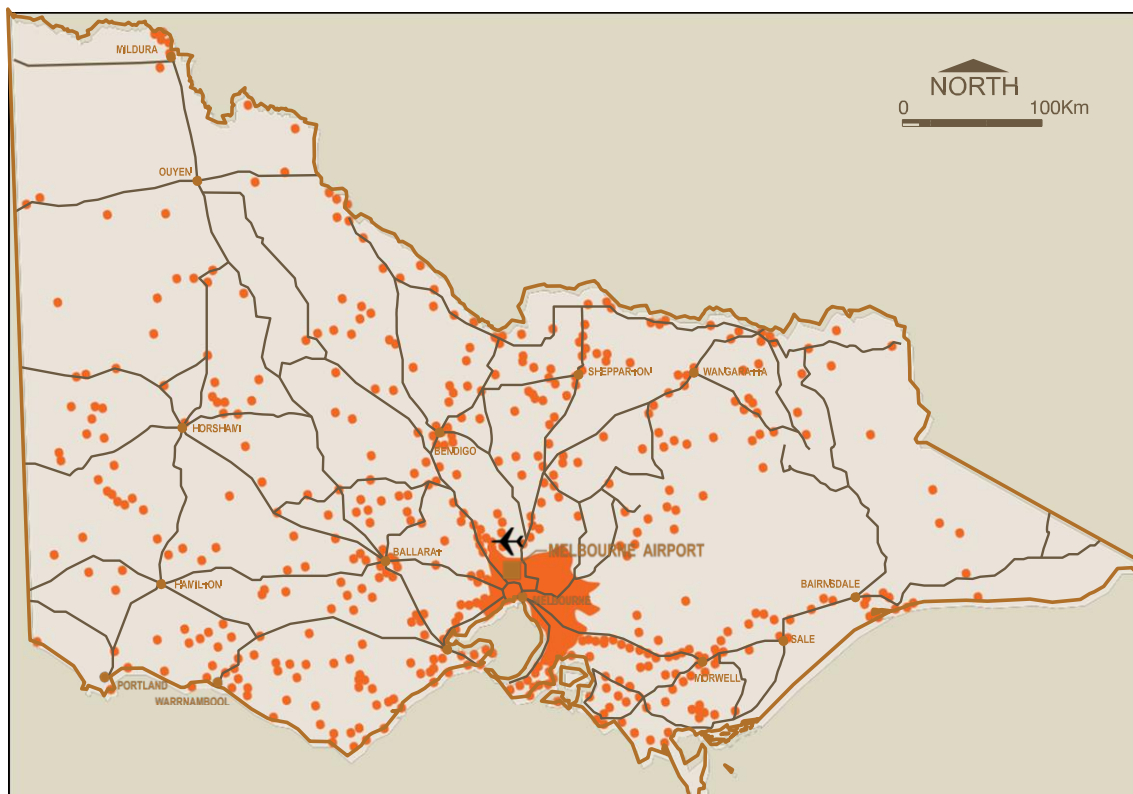 MILDURA
NORTH
0 100Km
OUYEN
SHEPPARTON
WANGARATTA
HORSHAM
BENDIGO
MELBOURNE AIRPORT
BALLARAT
HAMILTON
BAIRNSDALE
MELBOURNE
SALE
MORWELL
PORTLAND
WARRNAMBOOL